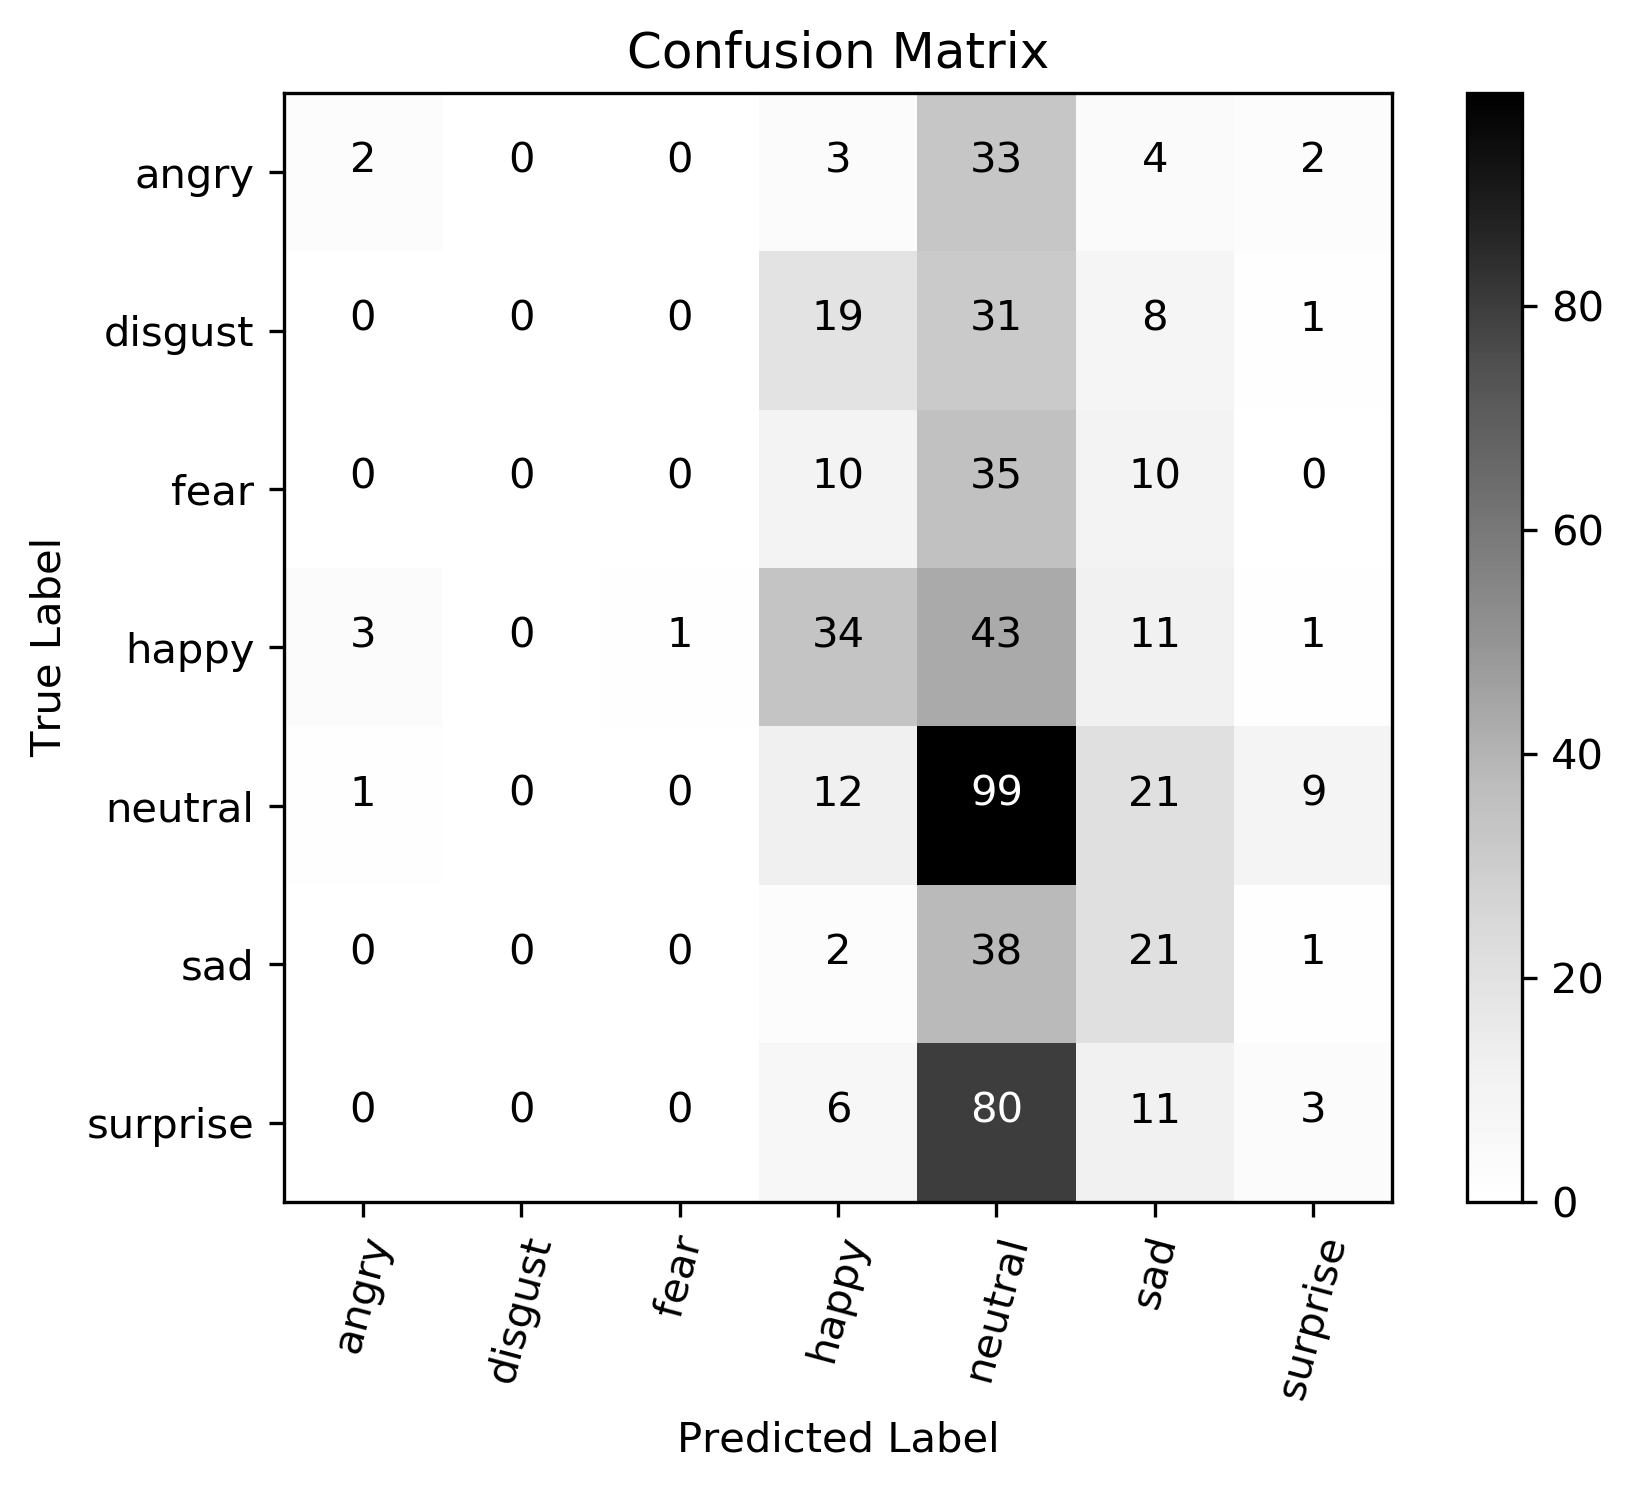 Confusion Matrix
angry 2 0 0 3 33 4 2
disgust 0 0 0 19 31 8 1
fear 0 0 0 10 35 10 0
happy 3 0 1 34 43 11 1
neutral 1 0 0 12 99 21 9
sad 0 0 0 2 38 21 1
surprise 0 0 0 6 80 11 3
True Label
angry disgust fear happy neutral sad surprise
Predicted Label
80
60
40
20
0